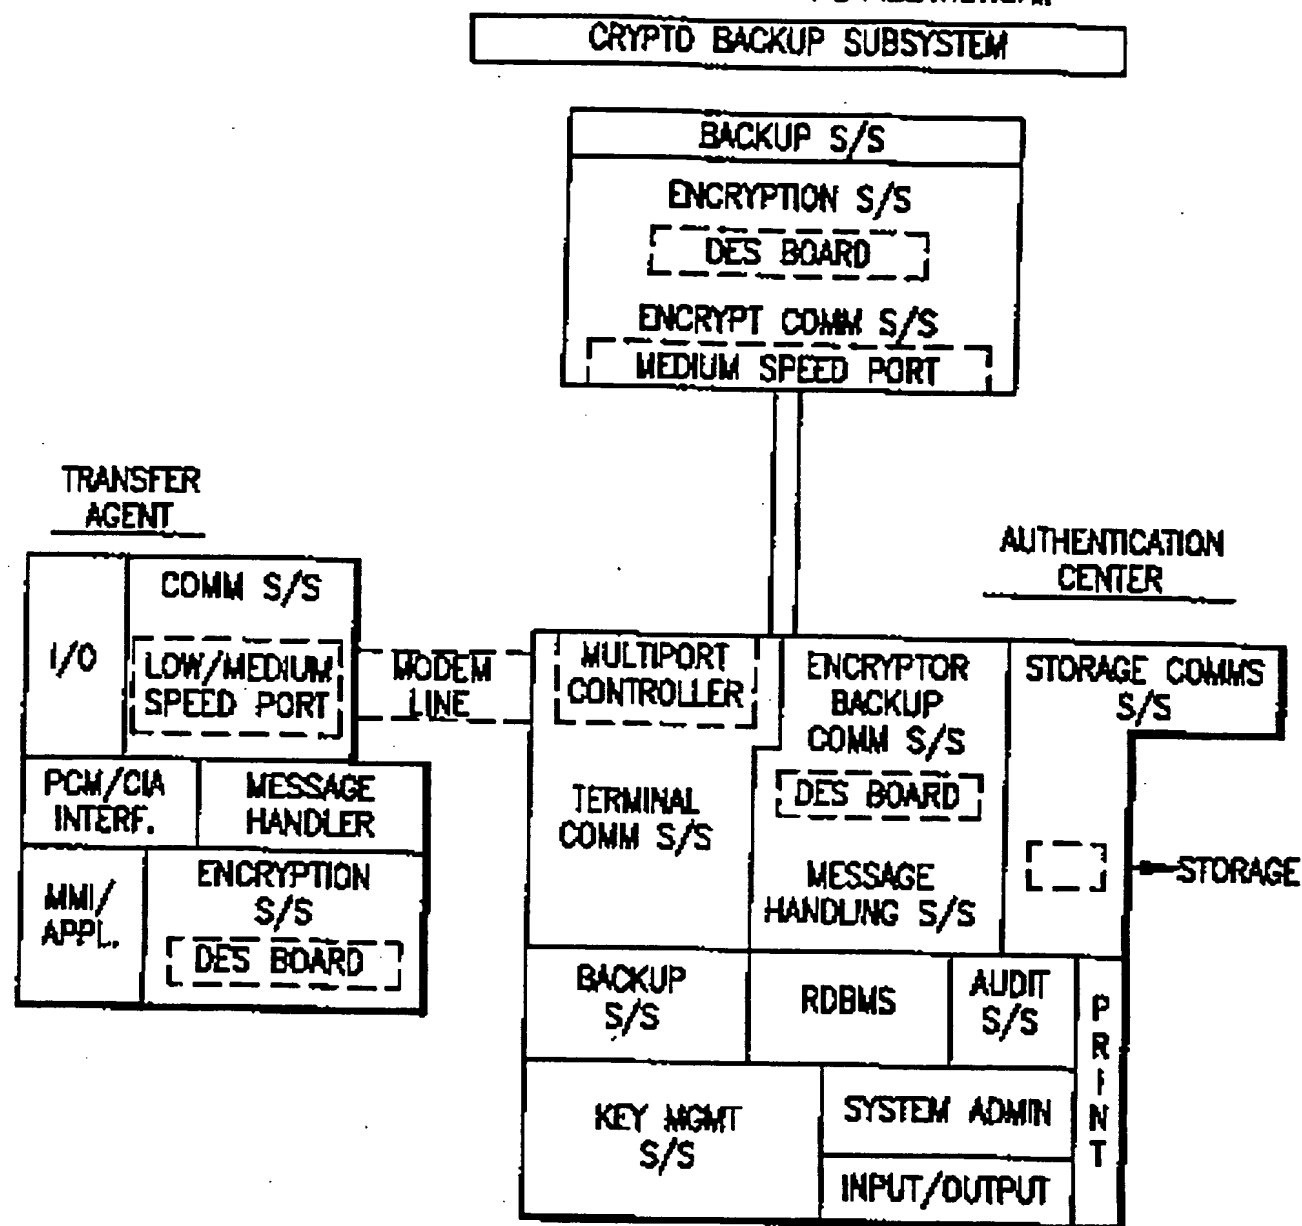 CRYPTO BACKUP SUBSYSTEM
BACKUP S/S
ENCRYPTION S/S
DES BOARD
ENCRYPT COMM S/S
MEDIUM SPEED PORT
TRANSFER
AGENT
I/O
COMM S/S
LOW/MEDIUM
SPEED PORT
PCM/CIA
INTERF.
MESSAGE
HANDLER
MMI/
APPL.
ENCRYPTION
S/S
DES BOARD
MODEM
LINE
AUTHENTICATION
CENTER
MULTIPORT
CONTROLLER
TERMINAL
COMM S/S
ENCRYPTOR
BACKUP
COMM S/S
DES BOARD
MESSAGE
HANDLING S/S
STORAGE COMMS
S/S
STORAGE
BACKUP
S/S
RDBMS
AUDIT
S/S
PRINT
KEY MGMT
S/S
SYSTEM ADMIN
INPUT/OUTPUT